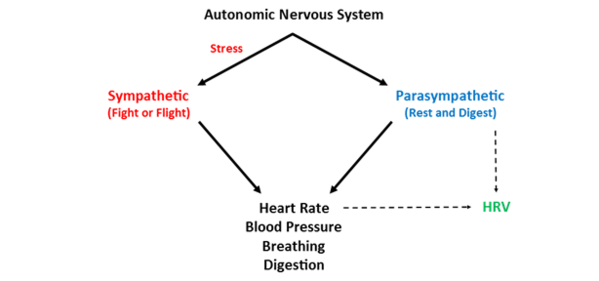 Autonomic Nervous System
Stress
Sympathetic
(Fight or Flight)
Parasympathetic
(Rest and Digest)
Heart Rate
HRV
Blood Pressure
Breathing
Digestion